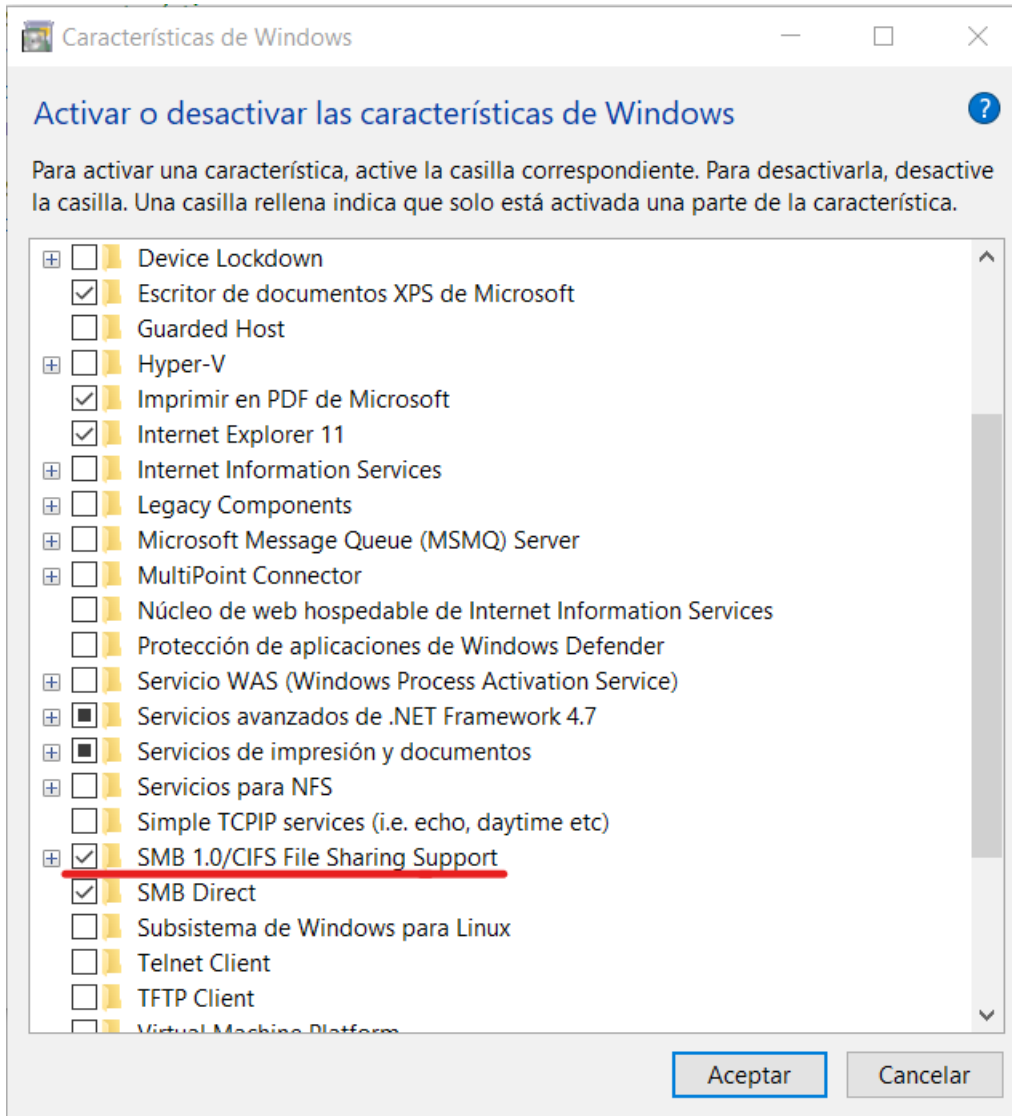 Características de Windows
Activar o desactivar las características de Windows
?
Para activar una característica, active la casilla correspondiente. Para desactivarla, desactive
la casilla. Una casilla rellena indica que solo está activada una parte de la característica.
Device Lockdown
Escritor de documentos XPS de Microsoft
Guarded Host
Hyper-V
Imprimir en PDF de Microsoft
Internet Explorer 11
Internet Information Services
Legacy Components
Microsoft Message Queue (MSMQ) Server
MultiPoint Connector
Núcleo de web hospedable de Internet Information Services
Protección de aplicaciones de Windows Defender
Servicio WAS (Windows Process Activation Service)
Servicios avanzados de .NET Framework 4.7
Servicios de impresión y documentos
Servicios para NFS
Simple TCPIP services (i.e. echo, daytime etc)
SMB 1.0/CIFS File Sharing Support
SMB Direct
Subsistema de Windows para Linux
Telnet Client
TFTP Client
Virtual Machine Platform
Aceptar Cancelar